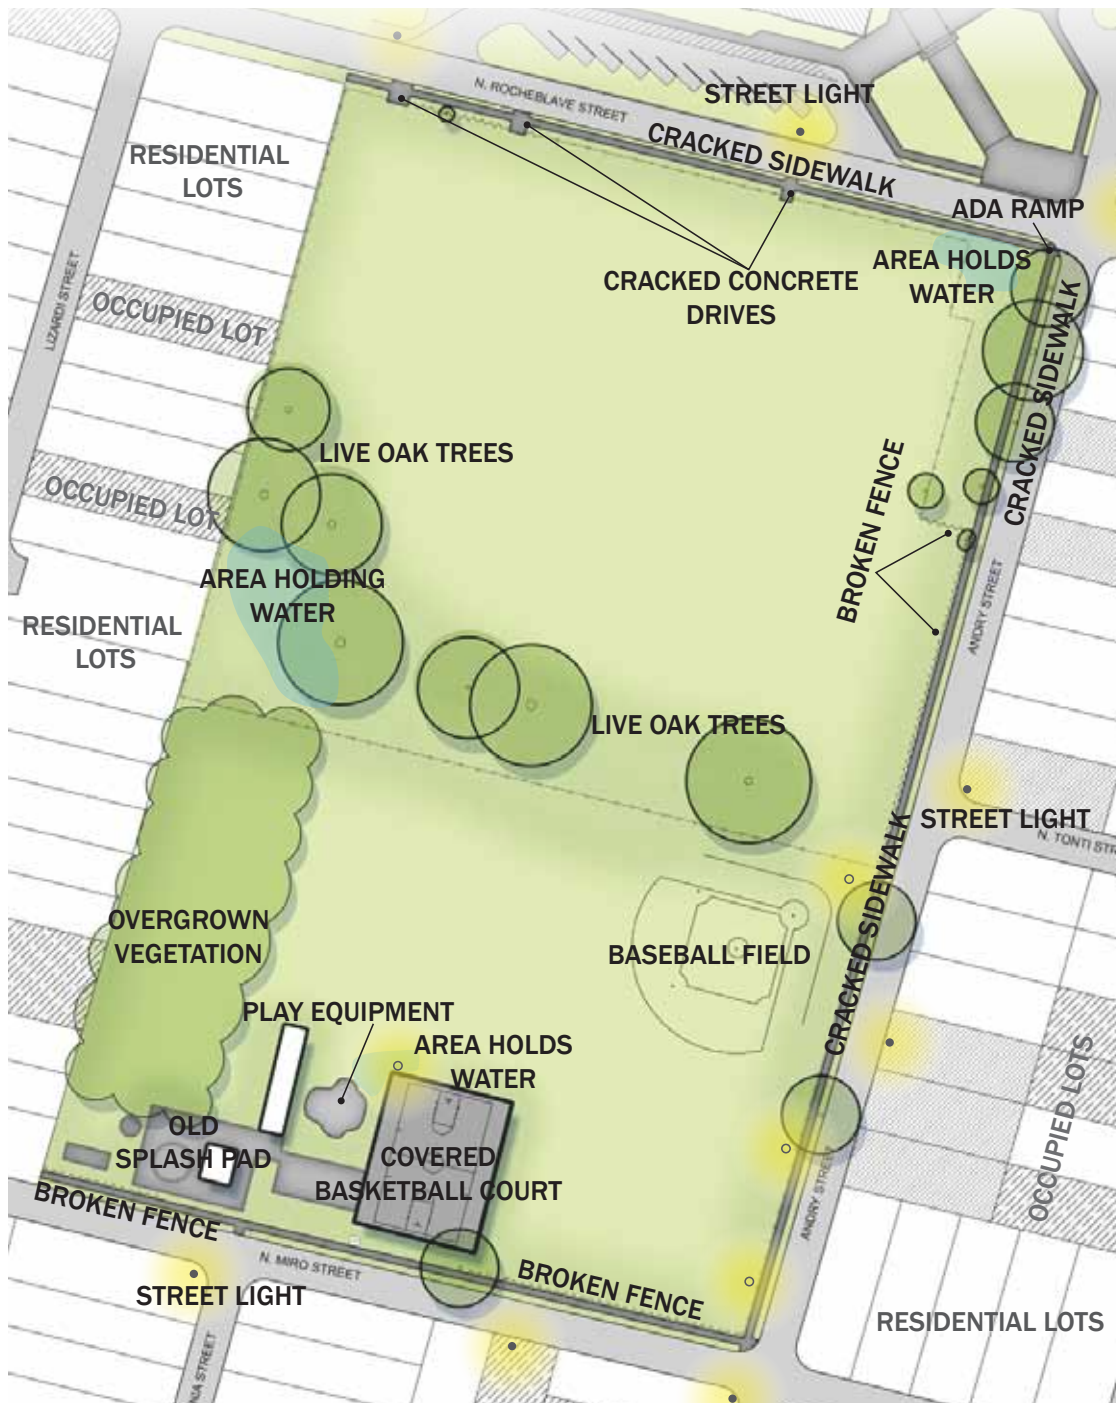 N. ROCHEBLAVE STREET
STREET LIGHT
CRACKED SIDEWALK
RESIDENTIAL
LOTS
ADA RAMP
LIZARDI STREET
CRACKED CONCRETE
DRIVES
AREA HOLDS
WATER
OCCUPIED LOT
CRACKED SIDEWALK
LIVE OAK TREES
OCCUPIED LOT
BROKEN FENCE
AREA HOLDING
WATER
ANDRY STREET
RESIDENTIAL
LOTS
LIVE OAK TREES
STREET LIGHT
N. TONTI STR
CRACKED SIDEWALK
OVERGROWN
VEGETATION
BASEBALL FIELD
PLAY EQUIPMENT
AREA HOLDS
WATER
OCCUPIED LOTS
OLD
SPLASH PAD
COVERED
BASKETBALL COURT
ANDRY STREET
BROKEN FENCE
N. MIRO STREET
BROKEN FENCE
STREET LIGHT
RESIDENTIAL LOTS
NIA STREET